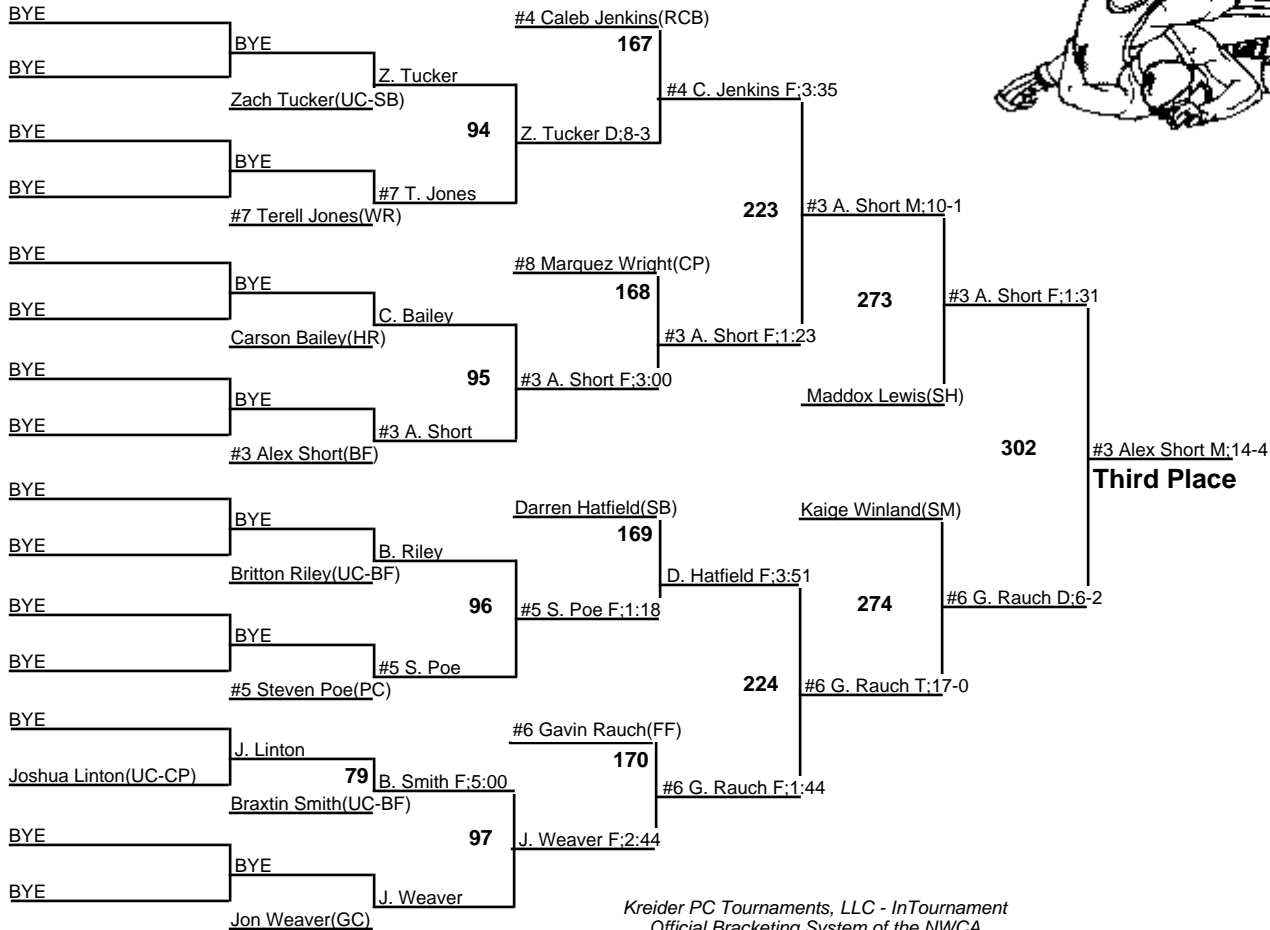 BYE
#4 Caleb Jenkins(RCB)
BYE
167
BYE
Z. Tucker
#4 C. Jenkins F;3:35
Zach Tucker(UC-SB)
94
Z. Tucker D;8-3
BYE
BYE
BYE
#7 T. Jones
#7 Terell Jones(WR)
223
#3 A. Short M;10-1
BYE
#8 Marquez Wright(CP)
BYE
168
273
#3 A. Short F;1:31
BYE
C. Bailey
Carson Bailey(HR)
#3 A. Short F;1:23
BYE
95
#3 A. Short F;3:00
Maddox Lewis(SH)
BYE
BYE
#3 A. Short
#3 Alex Short(BF)
302
#3 Alex Short M;14-4
Third Place
BYE
Darren Hatfield(SB)
Kaige Winland(SM)
BYE
169
BYE
B. Riley
Britton Riley(UC-BF)
D. Hatfield F;3:51
96
#5 S. Poe F;1:18
274
#6 G. Rauch D;6-2
BYE
BYE
BYE
#5 S. Poe
#5 Steven Poe(PC)
224
#6 G. Rauch T;17-0
BYE
#6 Gavin Rauch(FF)
J. Linton
170
Joshua Linton(UC-CP)
79
B. Smith F;5:00
#6 G. Rauch F;1:44
Braxtin Smith(UC-BF)
BYE
97
J. Weaver F;2:44
BYE
BYE
J. Weaver
Jon Weaver(GC)
Kreider PC Tournaments, LLC - InTournament
Official Bracketing System of the NWCA